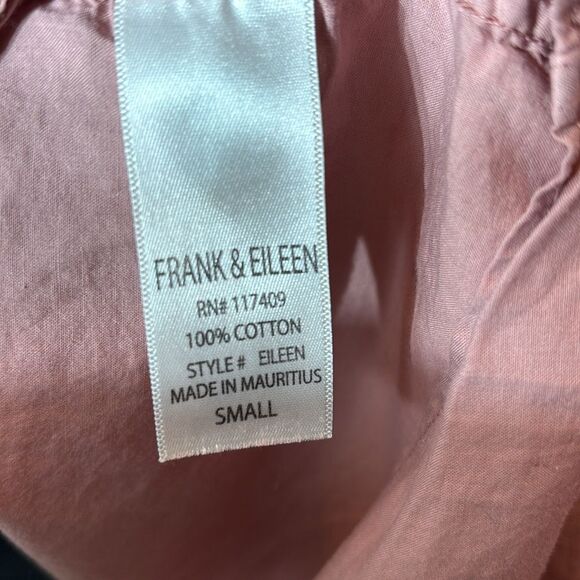 FRANK & EILEEN
RN# 117409
100% COTTON
STYLE# EILEEN
MADE IN MAURITIUS
SMALL